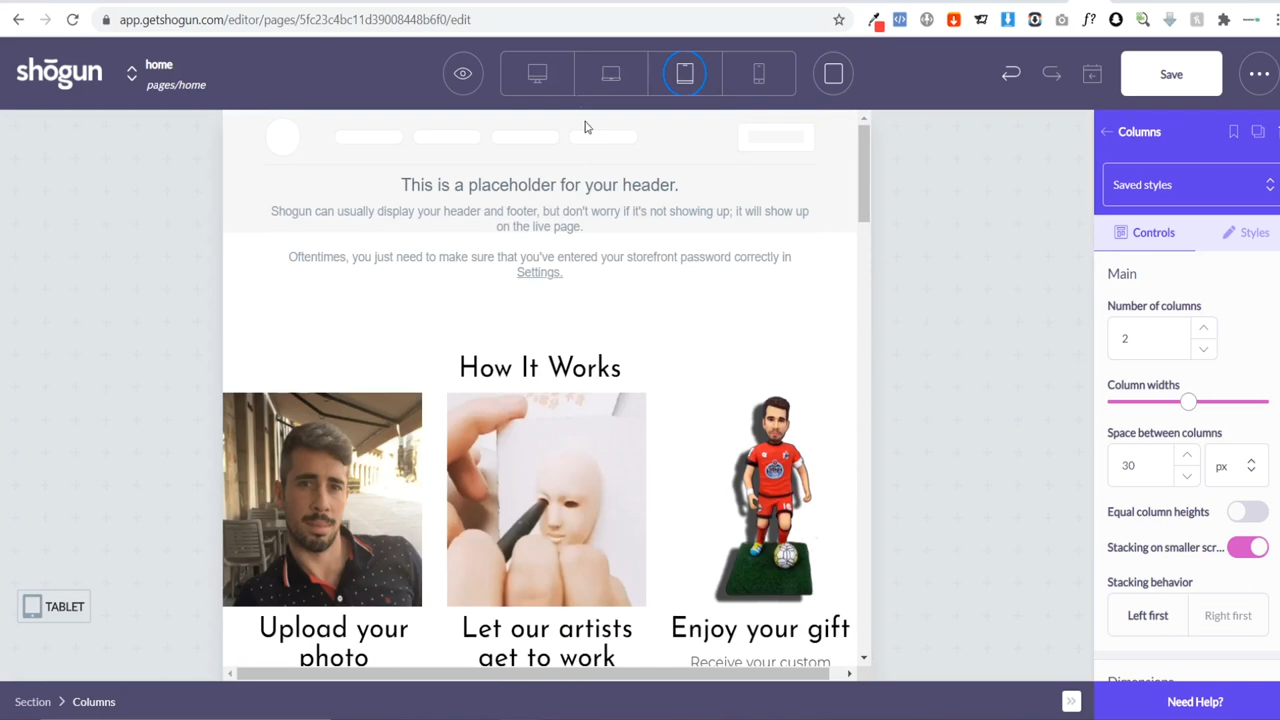 app.getshogun.com/editor/pages/5fc23c4bc11d39008448b6f0/edit
f?
shōgun
home
pages/home
Save
This is a placeholder for your header.
Shogun can usually display your header and footer, but don't worry if it's not showing up; it will show up
on the live page.
Oftentimes, you just need to make sure that you've entered your storefront password correctly in
Settings.
How It Works
Upload your
photo
Let our artists
get to work
Enjoy your gift
Receive your custom
TABLET
Columns
Saved styles
Controls
Styles
Main
Number of columns
2
Column widths
Space between columns
30
px
Equal column heights
Stacking on smaller scr...
Stacking behavior
Left first
Right first
Dimensions
Section > Columns
Need Help?